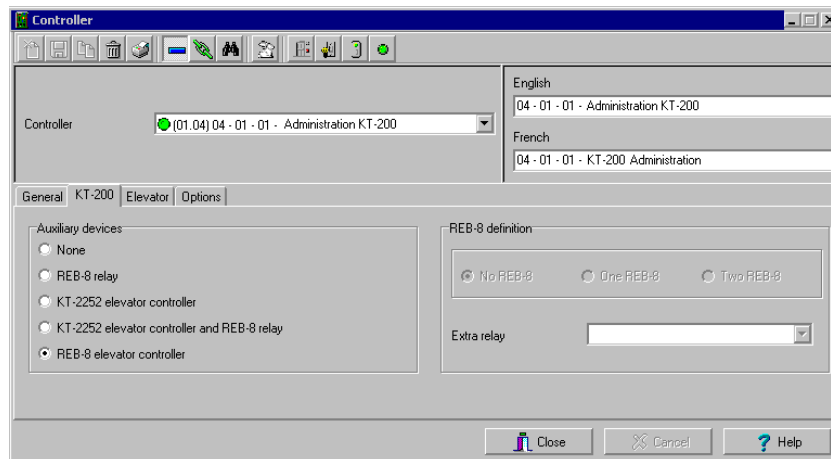 Controller
English
04 - 01 - 01 - Administration KT-200
Controller
(01.04) 04 - 01 - 01 - Administration KT-200
French
04 - 01 - 01 - KT-200 Administration
General KT-200 Elevator Options
Auxiliary devices
None
REB-8 relay
KT-2252 elevator controller
KT-2252 elevator controller and REB-8 relay
REB-8 elevator controller
REB-8 definition
No REB-8 One REB-8 Two REB-8
Extra relay
Close Cancel ? Help